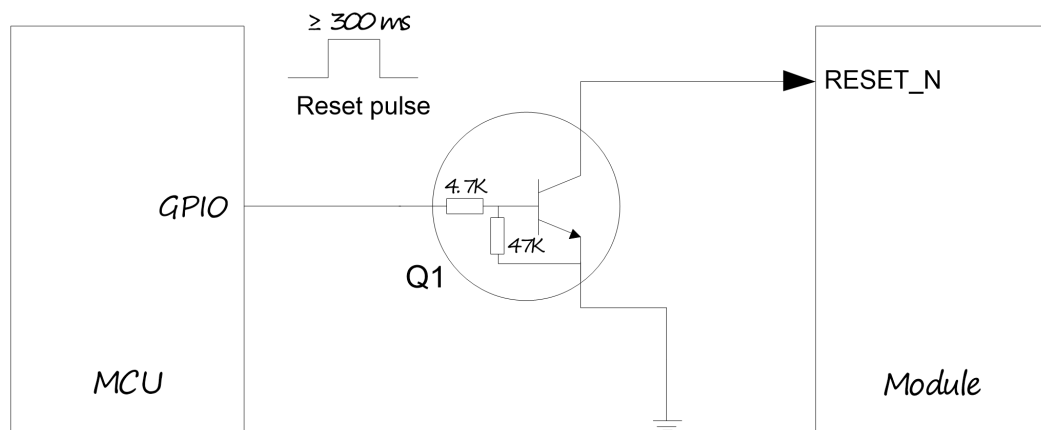 ≥ 300 ms
Reset pulse
RESET_N
4.7K
GPIO
47K
Q1
MCU
Module